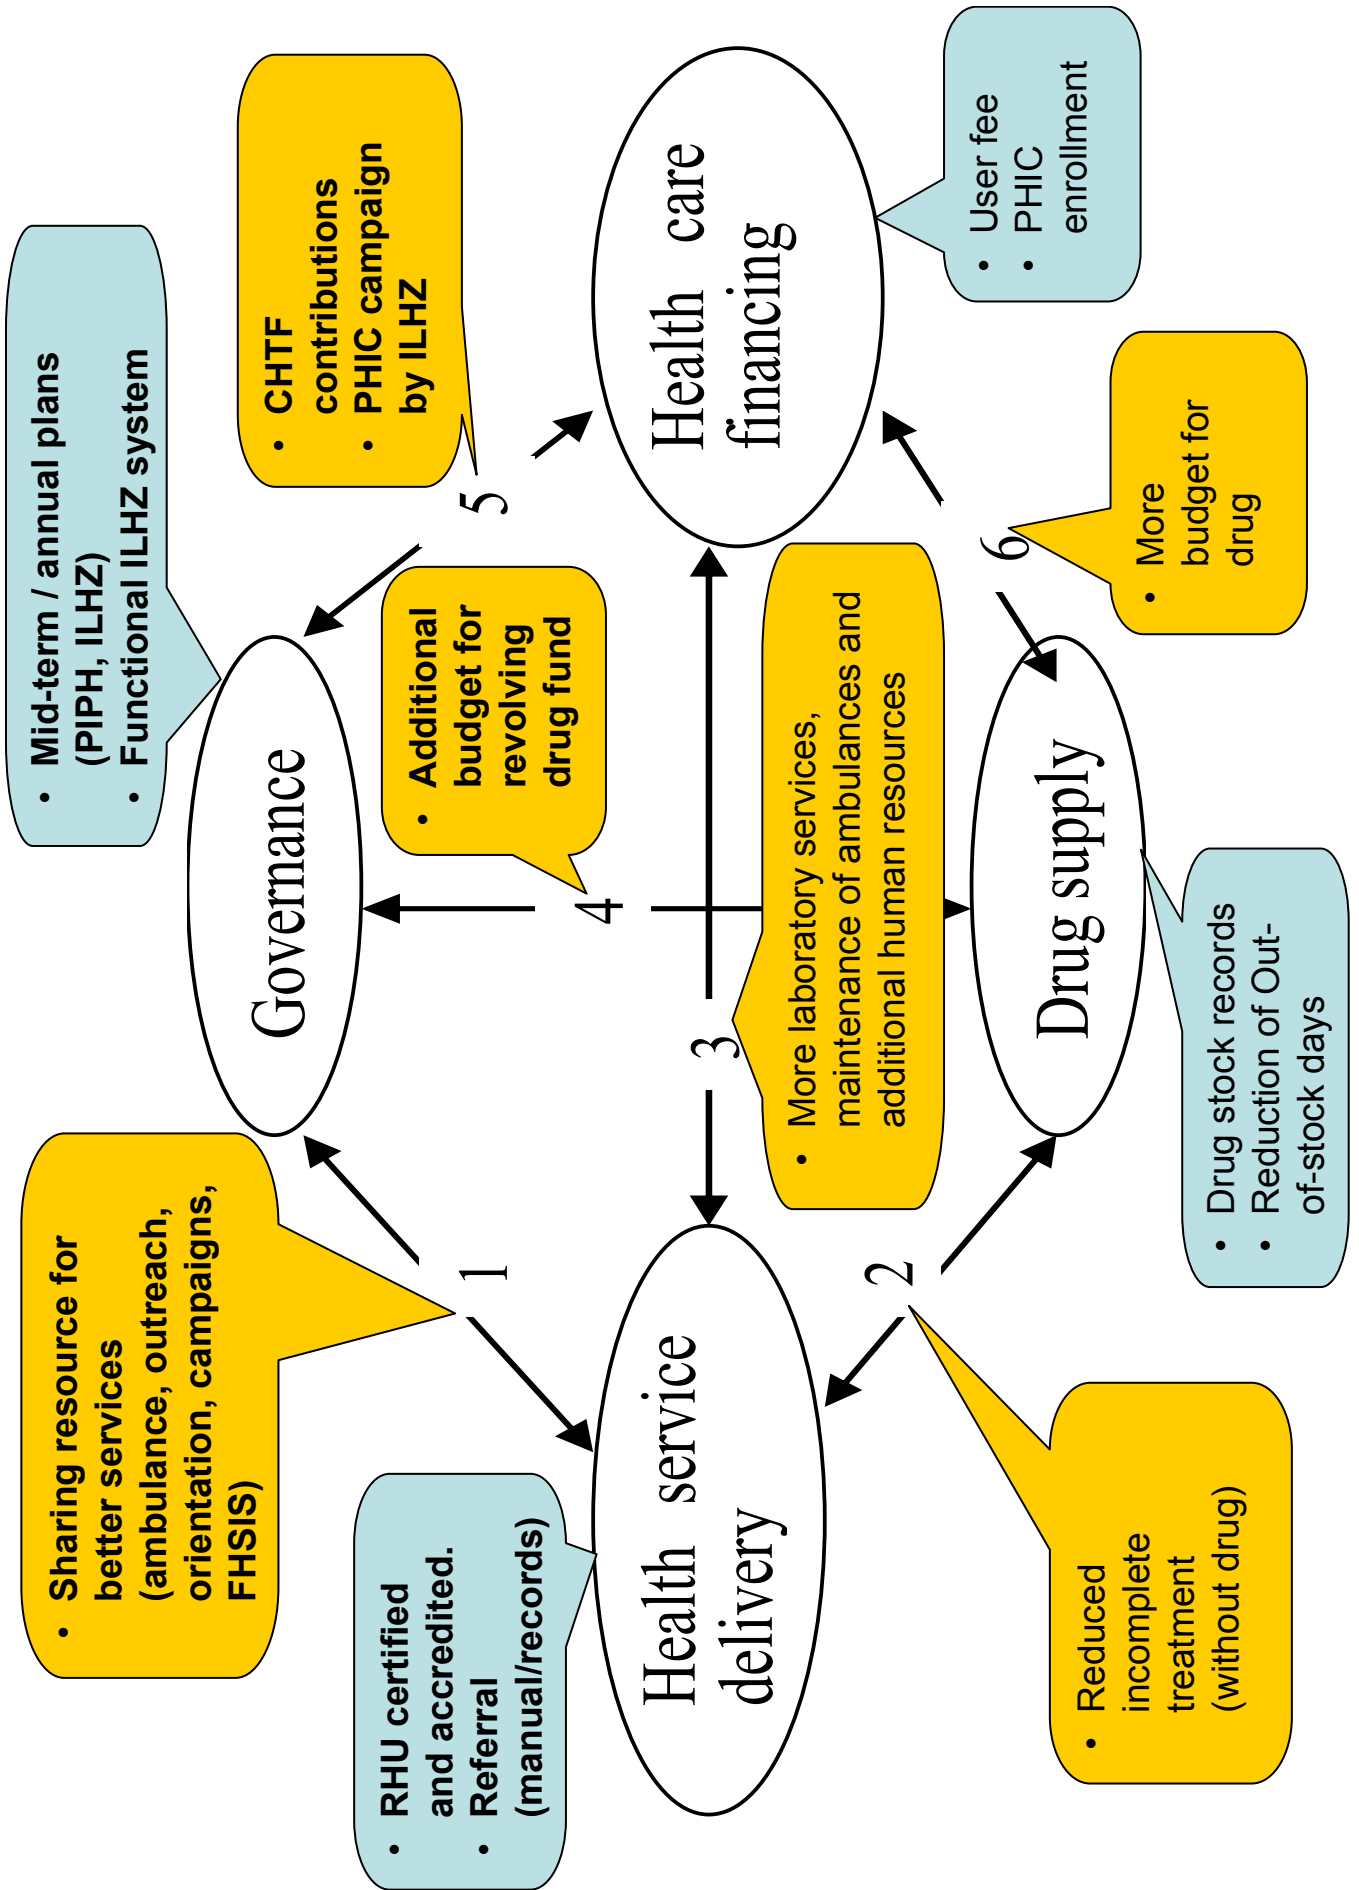 • Mid-term / annual plans
(PIPH, ILHZ)
• Functional ILHZ system
• Sharing resource for
better services
(ambulance, outreach,
orientation, campaigns,
FHSIS)
Governance
• CHTF
contributions
• PHIC campaign
by ILHZ
• RHU certified
and accredited.
• Referral
(manual/records)
1
• Additional
budget for
revolving
drug fund
5
4
Health service
delivery
3
Health care
financing
• More laboratory services,
maintenance of ambulances and
additional human resources
2
6
• User fee
• PHIC
enrollment
Drug supply
• Reduced
incomplete
treatment
(without drug)
• Drug stock records
• Reduction of Out-
of-stock days
• More
budget for
drug